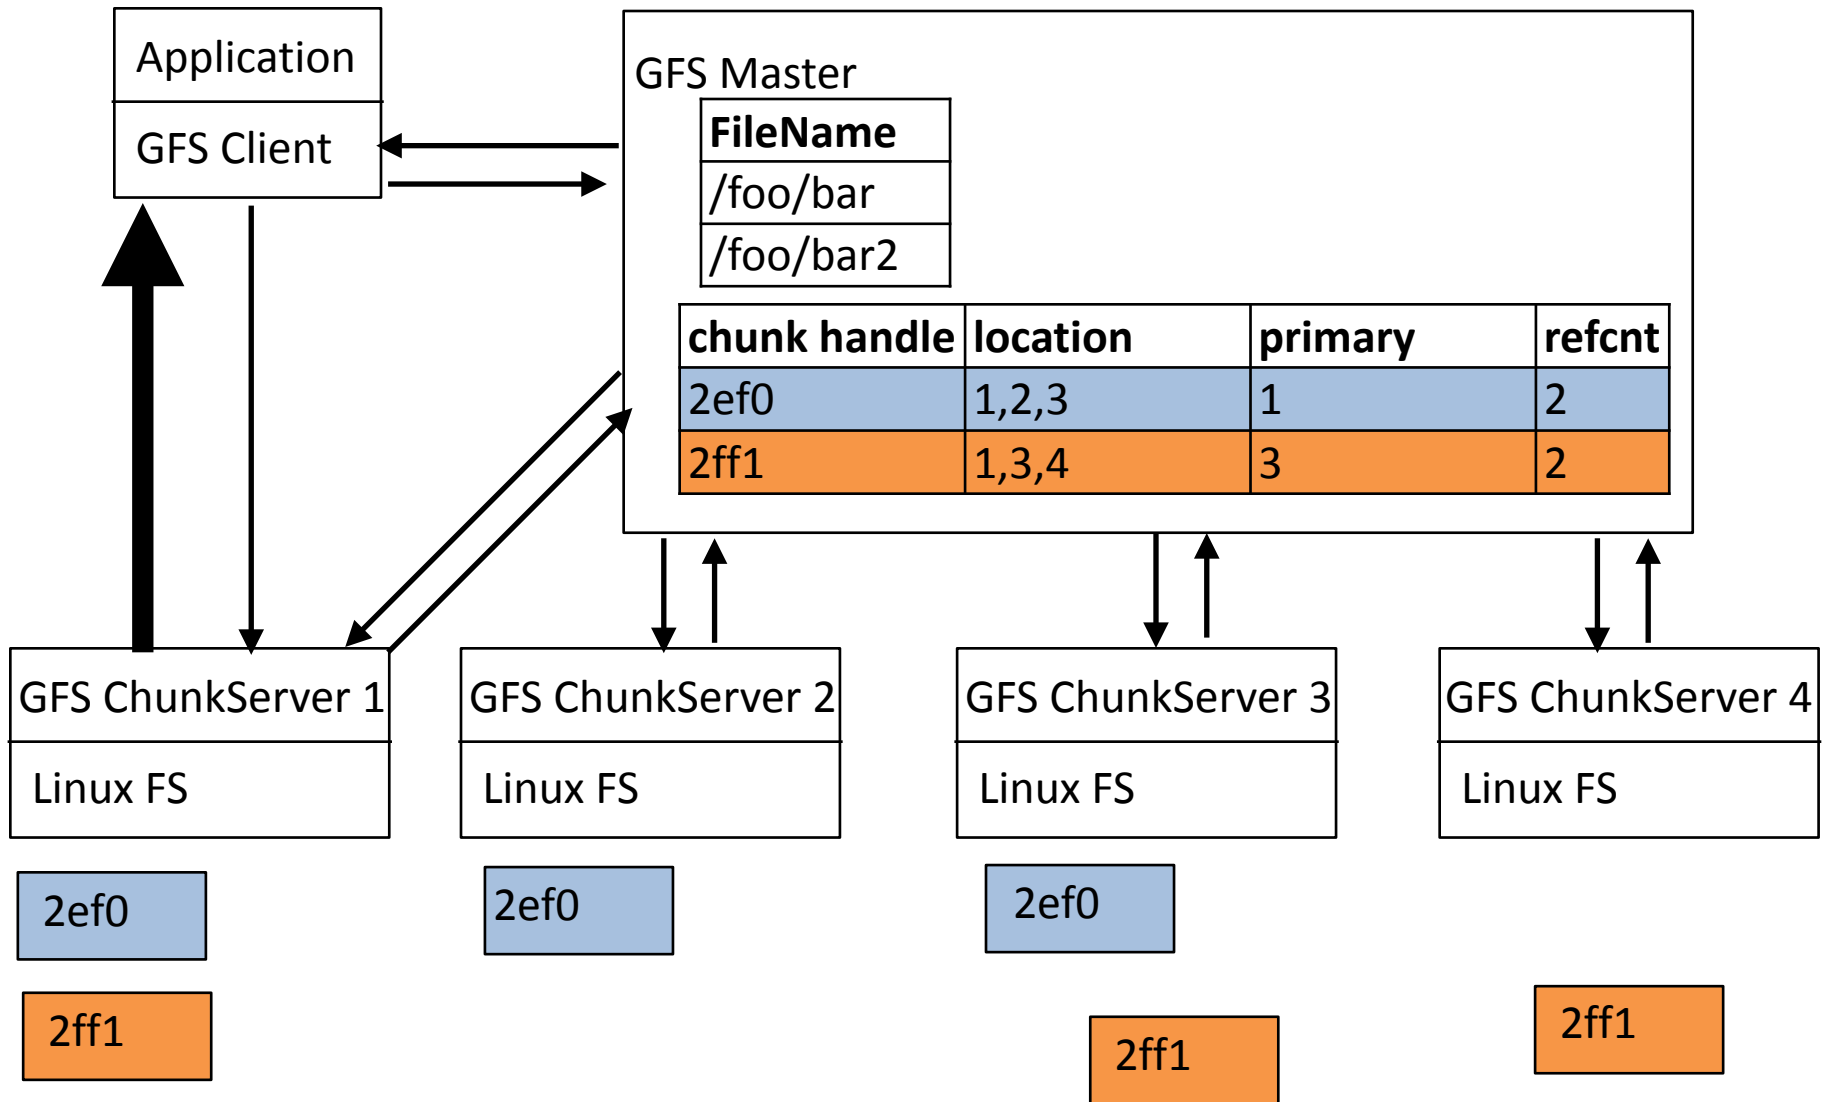 Application
GFS Client
GFS Master
FileName
/foo/bar
/foo/bar2
chunk handle location primary refcnt
2ef0 1,2,3 1 2
2ff1 1,3,4 3 2
GFS ChunkServer 1
Linux FS
GFS ChunkServer 2
Linux FS
GFS ChunkServer 3
Linux FS
GFS ChunkServer 4
Linux FS
2ef0
2ef0
2ef0
2ff1
2ff1
2ff1